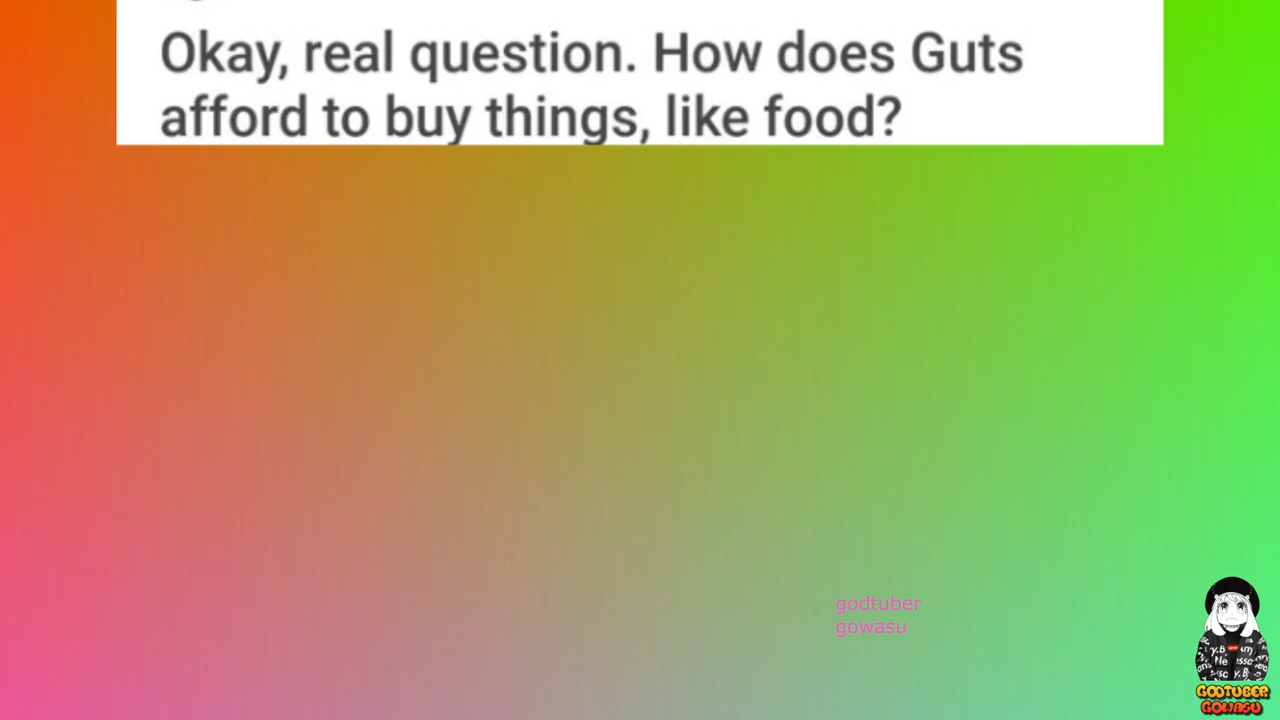 Okay, real question. How does Guts
afford to buy things, like food?
godtuber
gowasu
GODTUBER
GOWASU